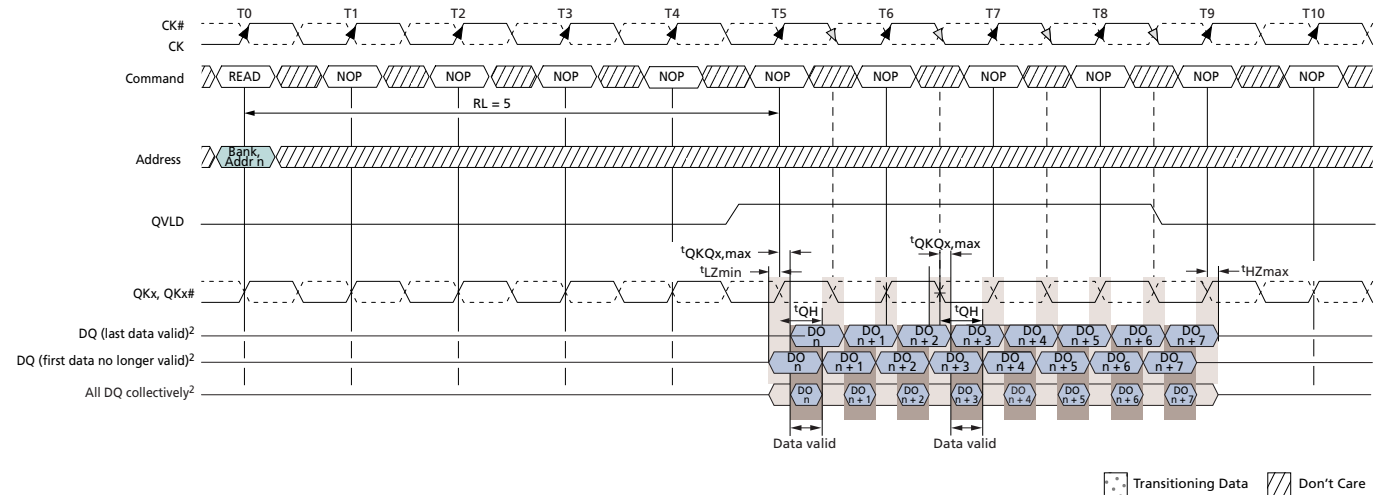 T0 T1 T2 T3 T4 T5 T6 T7 T8 T9 T10
CK#
CK
Command READ NOP NOP NOP NOP NOP NOP NOP NOP NOP NOP
RL = 5
Address Bank, Addr n
QVLD
tQKQx,max tQKQx,max
tLZmin tHZmax
QKx, QKx#
tQH tQH
DQ (last data valid)2 DO n DO n + 1 DO n + 2 DO n + 3 DO n + 4 DO n + 5 DO n + 6 DO n + 7
DQ (first data no longer valid)2 DO n DO n + 1 DO n + 2 DO n + 3 DO n + 4 DO n + 5 DO n + 6 DO n + 7
All DQ collectively2 DO n DO n + 1 DO n + 2 DO n + 3 DO n + 4 DO n + 5 DO n + 6 DO n + 7
Data valid Data valid
Transitioning Data Don't Care